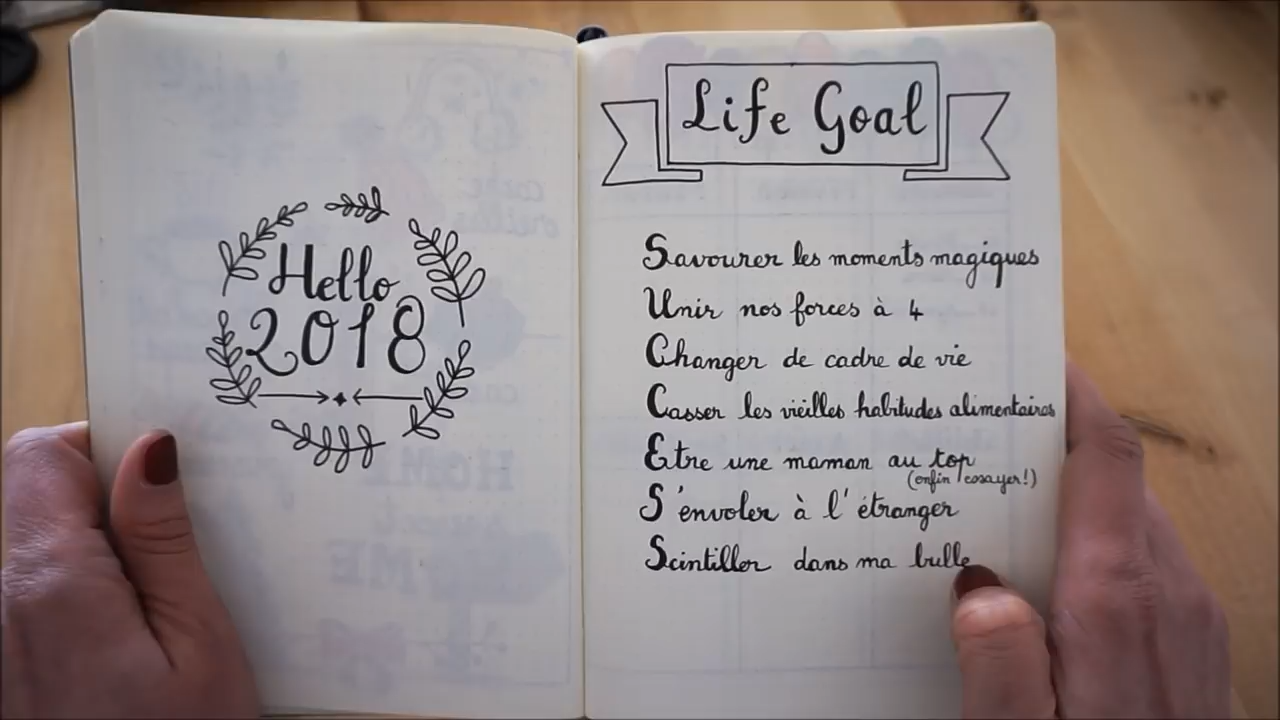 Hello
2018
Life Goal
Savourer les moments magiques
Unir nos forces à 4
Changer de cadre de vie
Casser les vieilles habitudes alimentaires
Etre une maman au top
(enfin essayer!)
S'envoler à l'étranger
Scintiller dans ma bulle